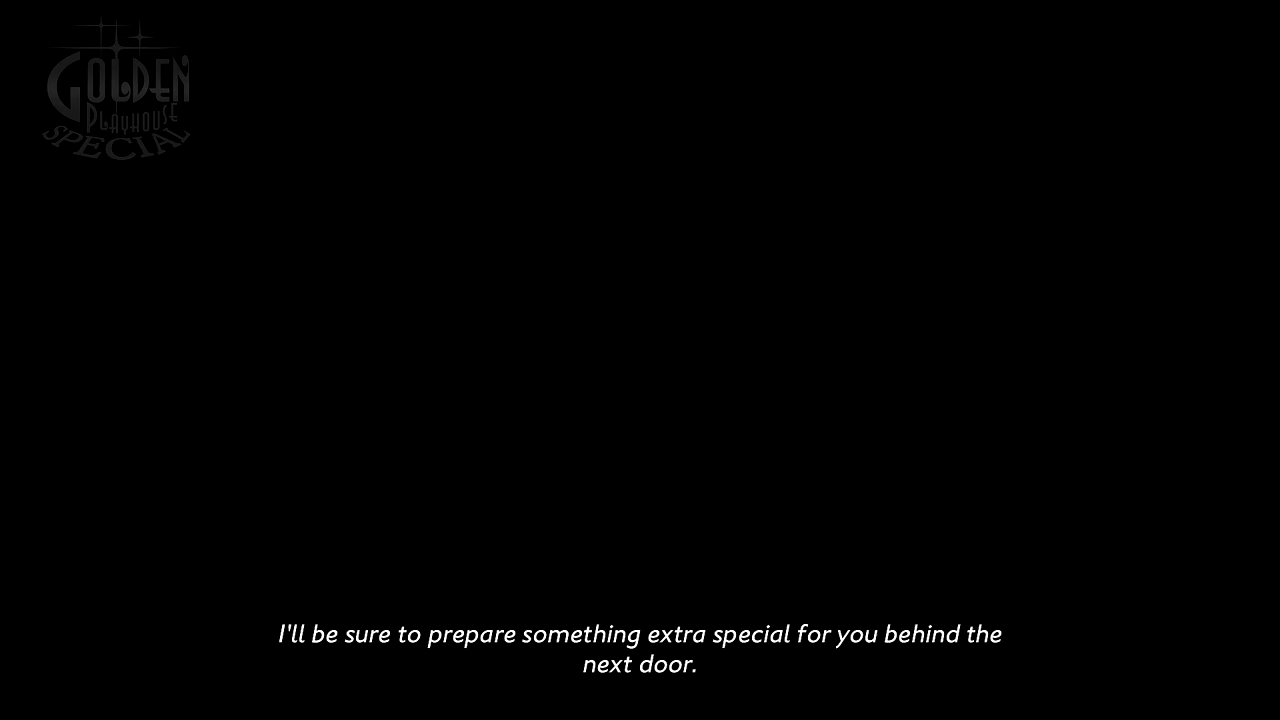 GOLDEN
PLAYHOUSE
SPECIAL
I'll be sure to prepare something extra special for you behind the
next door.